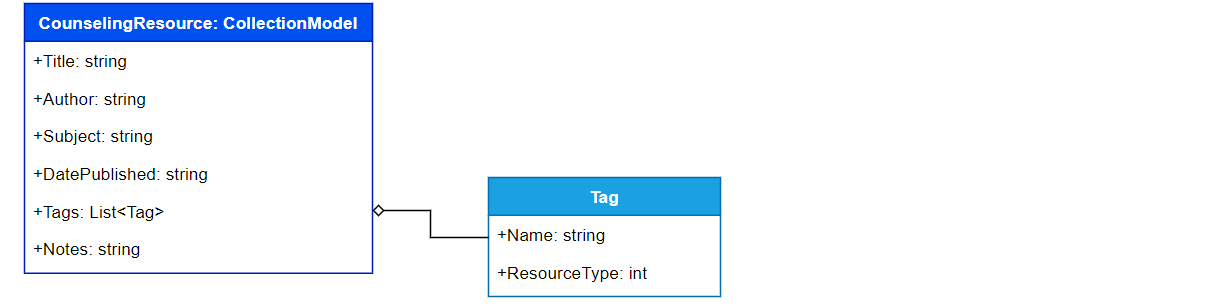 CounselingResource: CollectionModel
+Title: string
+Author: string
+Subject: string
+DatePublished: string
+Tags: List<Tag>
+Notes: string
Tag
+Name: string
+ResourceType: int